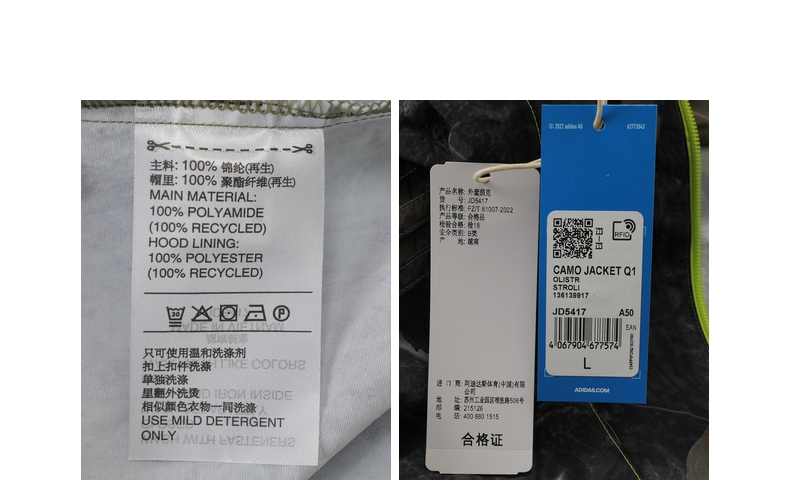 主料: 100% 锦纶(再生)
帽里: 100% 聚酯纤维(再生)
MAIN MATERIAL:
100% POLYAMIDE
(100% RECYCLED)
HOOD LINING:
100% POLYESTER
(100% RECYCLED)
30
P
只可使用温和洗涤剂
扣上扣件洗涤
单独洗涤
里翻外洗烫
相似颜色衣物一同洗涤
USE MILD DETERGENT
ONLY
产品名称: 外套茄克
货 号: JD5417
执行标准: FZ/T 81007-2022
产品等级: 合格品
检验合格: 检18
安全类别: B类
产 地: 越南
进 口 商: 阿迪达斯体育(中国)有限
公司
地 址: 苏州工业园区唯胜路508号
邮 编: 215126
电 话: 400 880 1515
合格证
© 2022 adidas AG
A2773043
扫一扫
RFID
CAMO JACKET Q1
OLISTR
STROLI
136139917
JD5417 A50
EAN
4 067904 677574
L
ADIDAS.COM